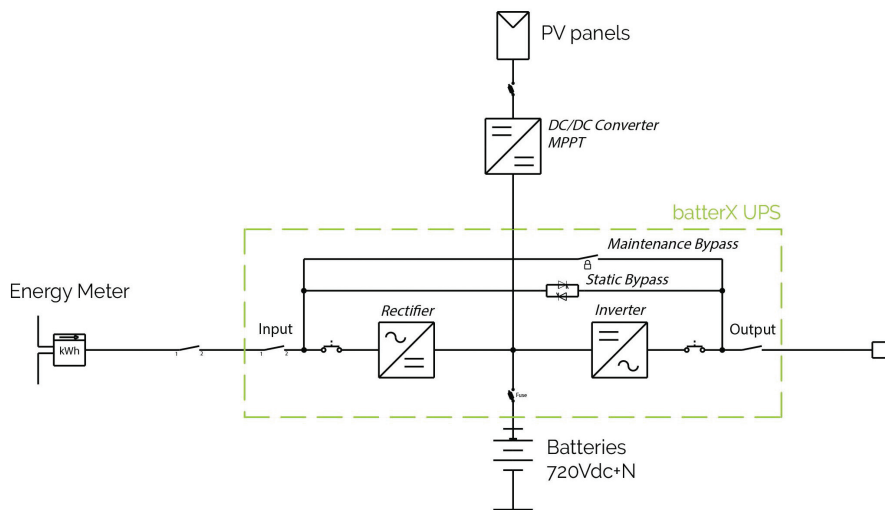 PV panels
DC/DC Converter
MPPT
batterX UPS
Maintenance Bypass
Static Bypass
Energy Meter
kWh
1 2
Input
1 2
Rectifier
Inverter
Output
Fuse
Batteries
720Vdc+N